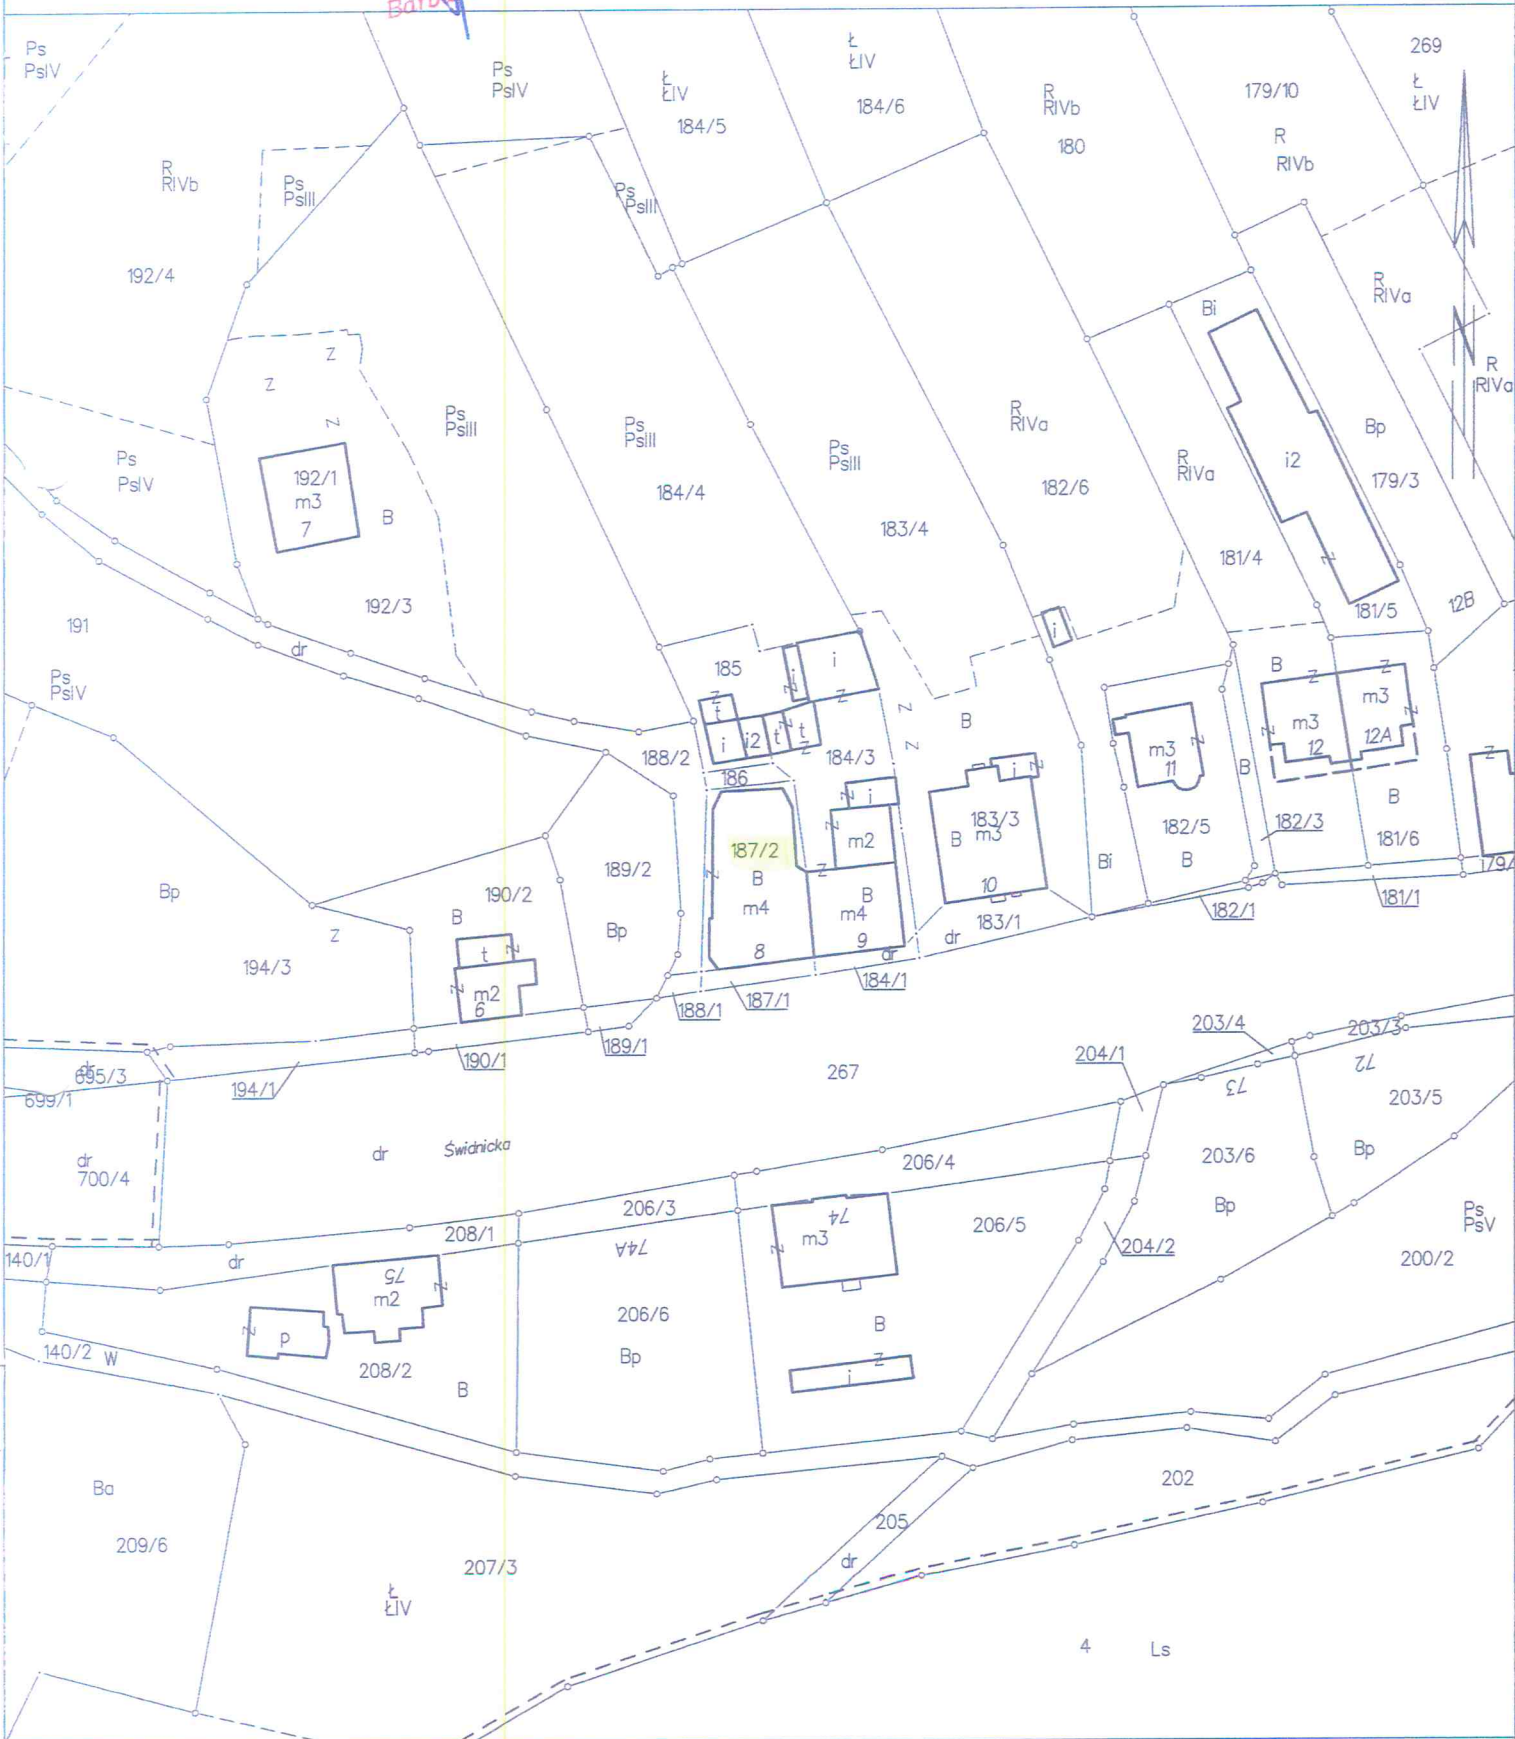 Ps
PsIV
Ps
PsIV
Ł
ŁIV
184/5
Ł
ŁIV
184/6
R
RIVb
180
179/10
R
RIVb
269
Ł
ŁIV
R
RIVb
Ps
PsIII
Ps
PsIII
192/4
N
Bi
R
RIVa
R
RIVa
Z
Z
Z
Ps
PsIII
Ps
PsIII
184/4
Ps
PsIII
183/4
R
RIVa
182/6
R
RIVa
i2
Bp
179/3
Ps
PsIV
192/1
m3
7
B
192/3
181/4
Z
181/5
12B
191
dr
Ps
PsIV
185
i
i
Z
Z
Z
t
i
i2
t
Z
t
Z
Z
Z
i
B
B
Z
Z
m3
12
Z
m3
12A
Z
Z
188/2
186
184/3
Z
i
Z
i
Z
m3
11
Z
B
B
182/3
181/6
182/5
B
Bi
187/2
B
m4
8
Z
Z
m2
Z
B
m4
9
183/3
B
m3
10
183/1
dr
dr
184/1
187/1
188/1
182/1
181/1
179/
Bp
189/2
Bp
190/2
B
Z
t
Z
Z
m2
6
194/3
189/1
190/1
194/1
dr
695/3
699/1
dr
700/4
267
203/4
203/3
204/1
73
72
203/5
203/6
Bp
Bp
dr
Świdnicka
206/4
206/3
208/1
74A
74
m3
Z
206/5
204/2
Ps
PsV
200/2
140/1
dr
75
m2
Z
Z
p
206/6
Bp
B
Z
i
140/2
W
208/2
B
Ba
209/6
207/3
Ł
ŁIV
205
dr
202
4
Ls